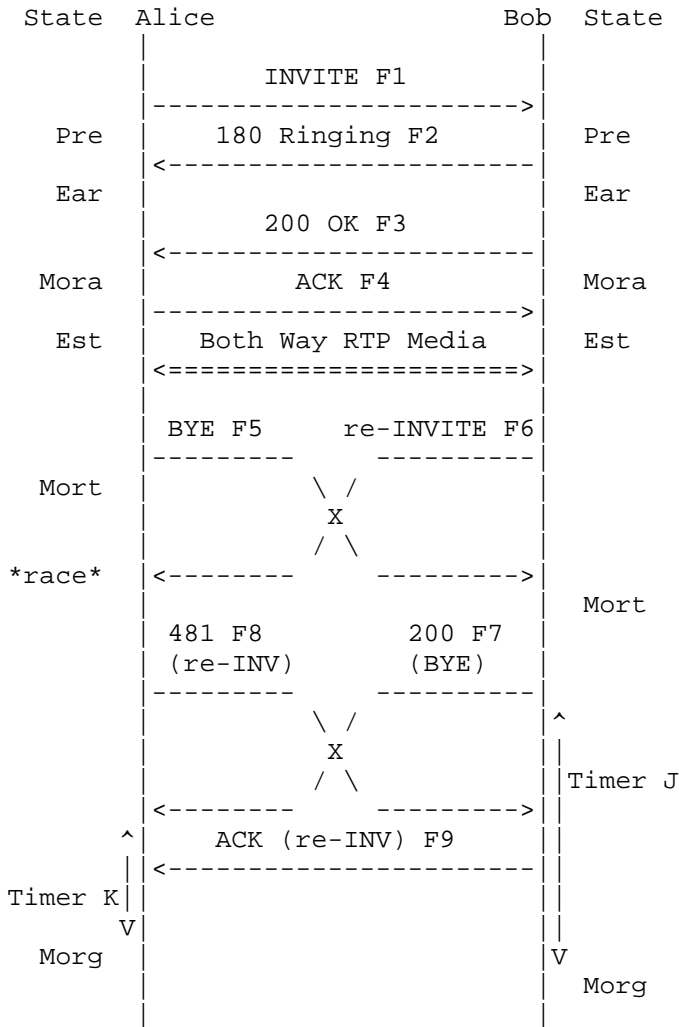 State Alice Bob State
INVITE F1
Pre 180 Ringing F2 Pre
Ear Ear
200 OK F3
Mora ACK F4 Mora
Est Both Way RTP Media Est
BYE F5 re-INVITE F6
Mort
X
*race*
Mort
481 F8 200 F7
(re-INV) (BYE)
X
Timer J
ACK (re-INV) F9
Timer K
Morg
Morg